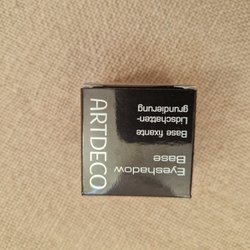 ARTDECO
Eyeshadow
Base
Base fixante
Lidschatten-
grundierung